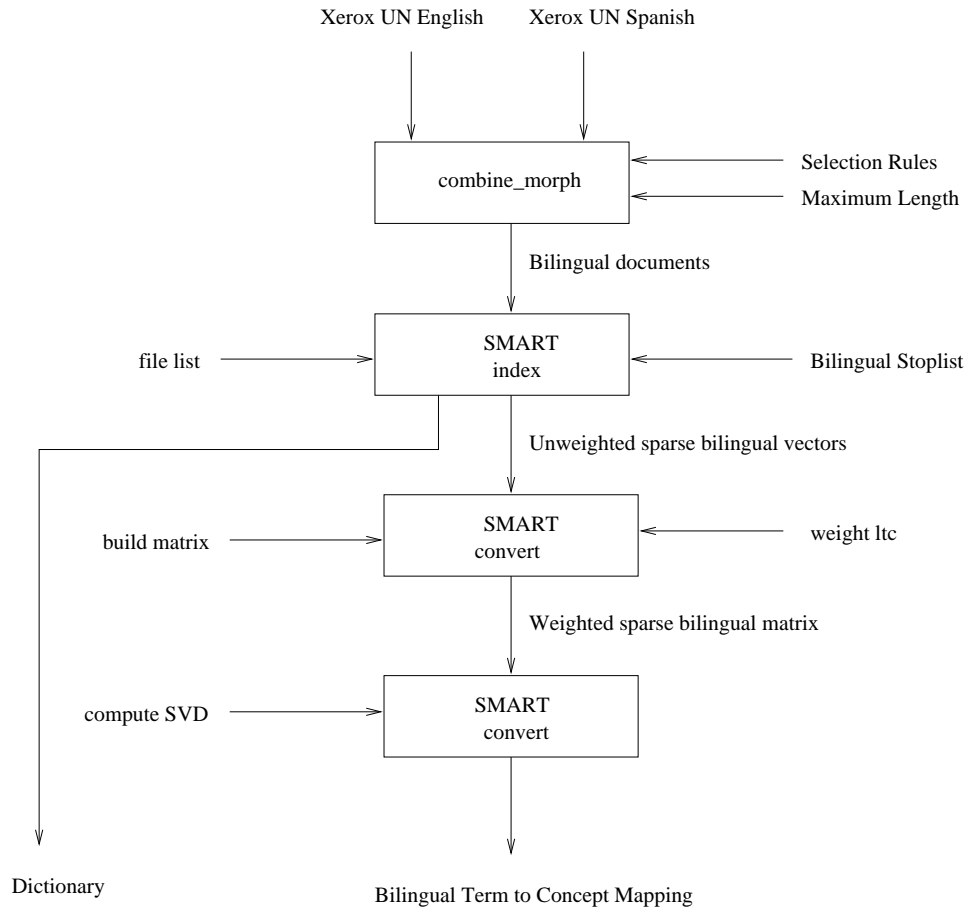 Xerox UN English
Xerox UN Spanish
combine_morph
Selection Rules
Maximum Length
Bilingual documents
file list
SMART
index
Bilingual Stoplist
Unweighted sparse bilingual vectors
build matrix
SMART
convert
weight ltc
Weighted sparse bilingual matrix
compute SVD
SMART
convert
Dictionary
Bilingual Term to Concept Mapping